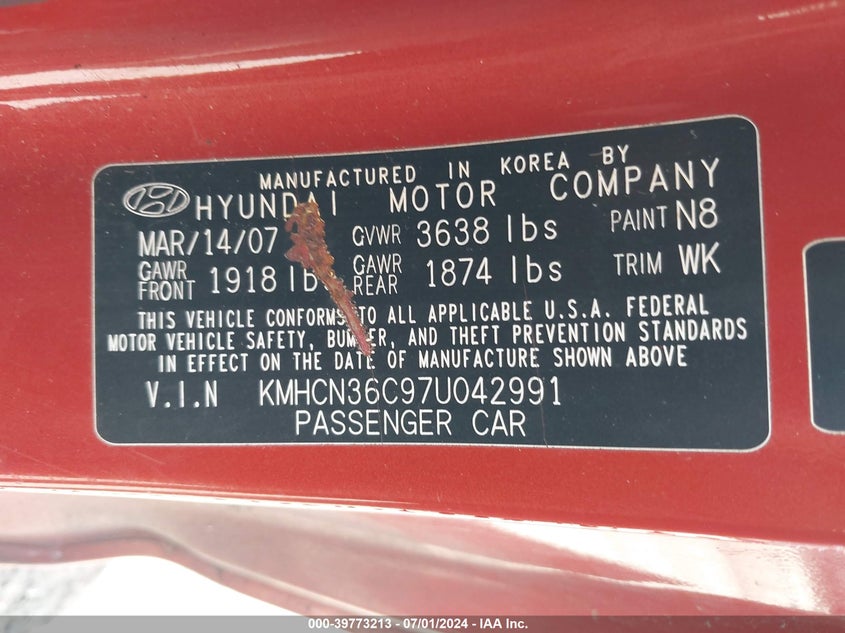 MANUFACTURED IN KOREA BY
HYUNDAI MOTOR COMPANY
MAR/14/07 GVWR 3638 lbs PAINT N8
GAWR FRONT 1918 lbs GAWR REAR 1874 lbs TRIM WK
THIS VEHICLE CONFORMS TO ALL APPLICABLE U.S.A. FEDERAL
MOTOR VEHICLE SAFETY, BUMPER, AND THEFT PREVENTION STANDARDS
IN EFFECT ON THE DATE OF MANUFACTURE SHOWN ABOVE
V.I.N KMHCN36C97U042991
PASSENGER CAR
000-39773213 - 07/01/2024 - IAA Inc.